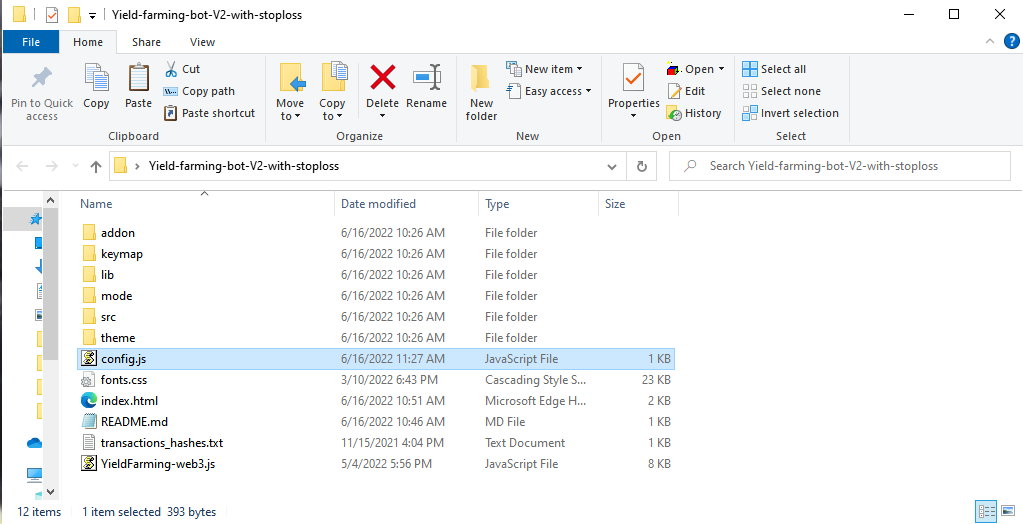 Yield-farming-bot-V2-with-stoploss
File Home Share View
Pin to Quick access
Copy
Paste
Cut
Copy path
Paste shortcut
Move to
Copy to
Delete
Rename
New folder
New item
Easy access
Properties
Open
Edit
History
Select all
Select none
Invert selection
Clipboard Organize New Open Select
Yield-farming-bot-V2-with-stoploss
Search Yield-farming-bot-V2-with-stoploss
Name Date modified Type Size
addon 6/16/2022 10:26 AM File folder
keymap 6/16/2022 10:26 AM File folder
lib 6/16/2022 10:26 AM File folder
mode 6/16/2022 10:26 AM File folder
src 6/16/2022 10:26 AM File folder
theme 6/16/2022 10:26 AM File folder
config.js 6/16/2022 11:27 AM JavaScript File 1 KB
fonts.css 3/10/2022 6:43 PM Cascading Style S... 23 KB
index.html 6/16/2022 10:51 AM Microsoft Edge H... 2 KB
README.md 6/16/2022 10:46 AM MD File 1 KB
transactions_hashes.txt 11/15/2021 4:04 PM Text Document 1 KB
YieldFarming-web3.js 5/4/2022 5:56 PM JavaScript File 8 KB
12 items 1 item selected 393 bytes